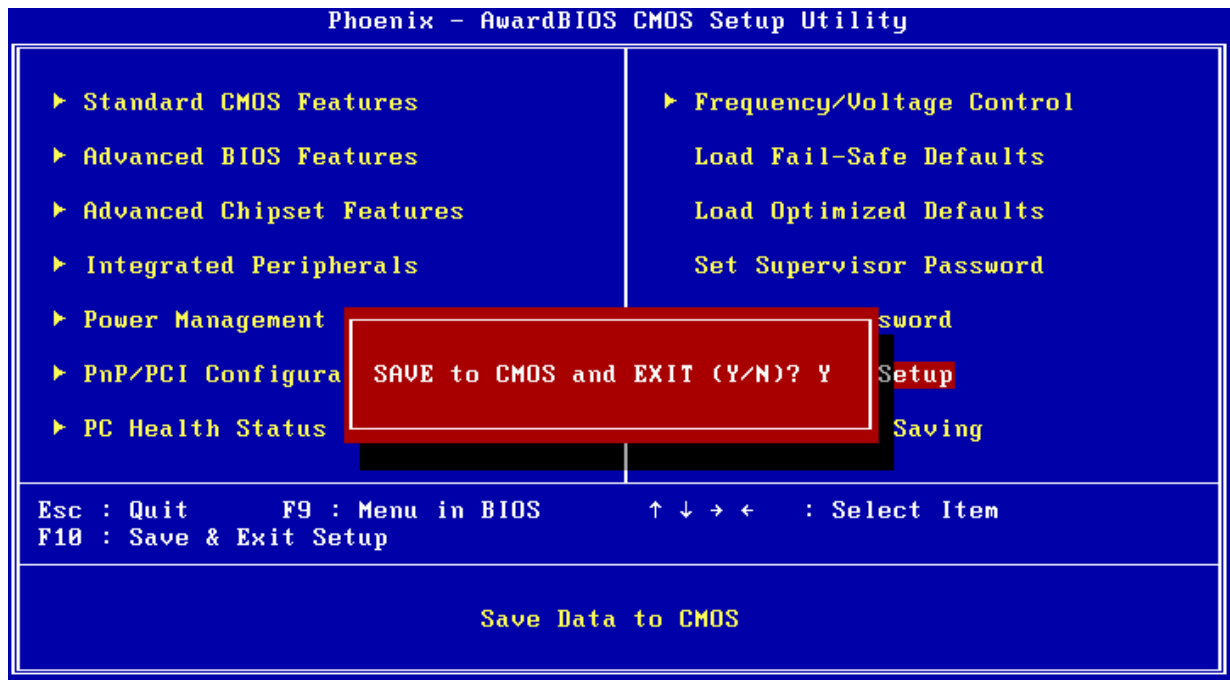 Phoenix - AwardBIOS CMOS Setup Utility
Standard CMOS Features
Advanced BIOS Features
Advanced Chipset Features
Integrated Peripherals
Power Management
PnP/PCI Configura
PC Health Status
Frequency/Voltage Control
Load Fail-Safe Defaults
Load Optimized Defaults
Set Supervisor Password
sword
Setup
Saving
SAVE to CMOS and EXIT (Y/N)? Y
Esc : Quit F9 : Menu in BIOS ↑ ↓ → ← : Select Item
F10 : Save & Exit Setup
Save Data to CMOS